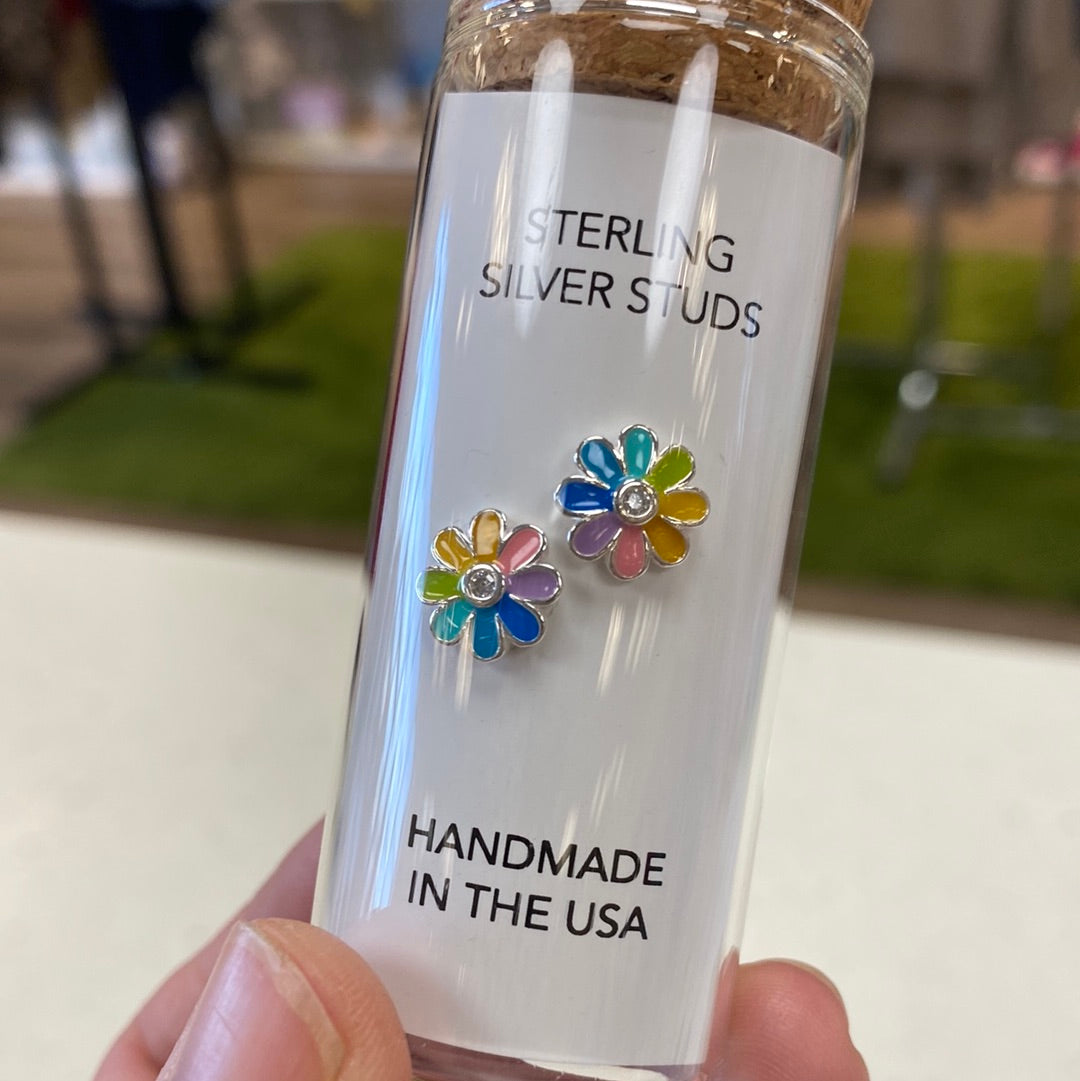 STERLING
SILVER STUDS
HANDMADE
IN THE USA